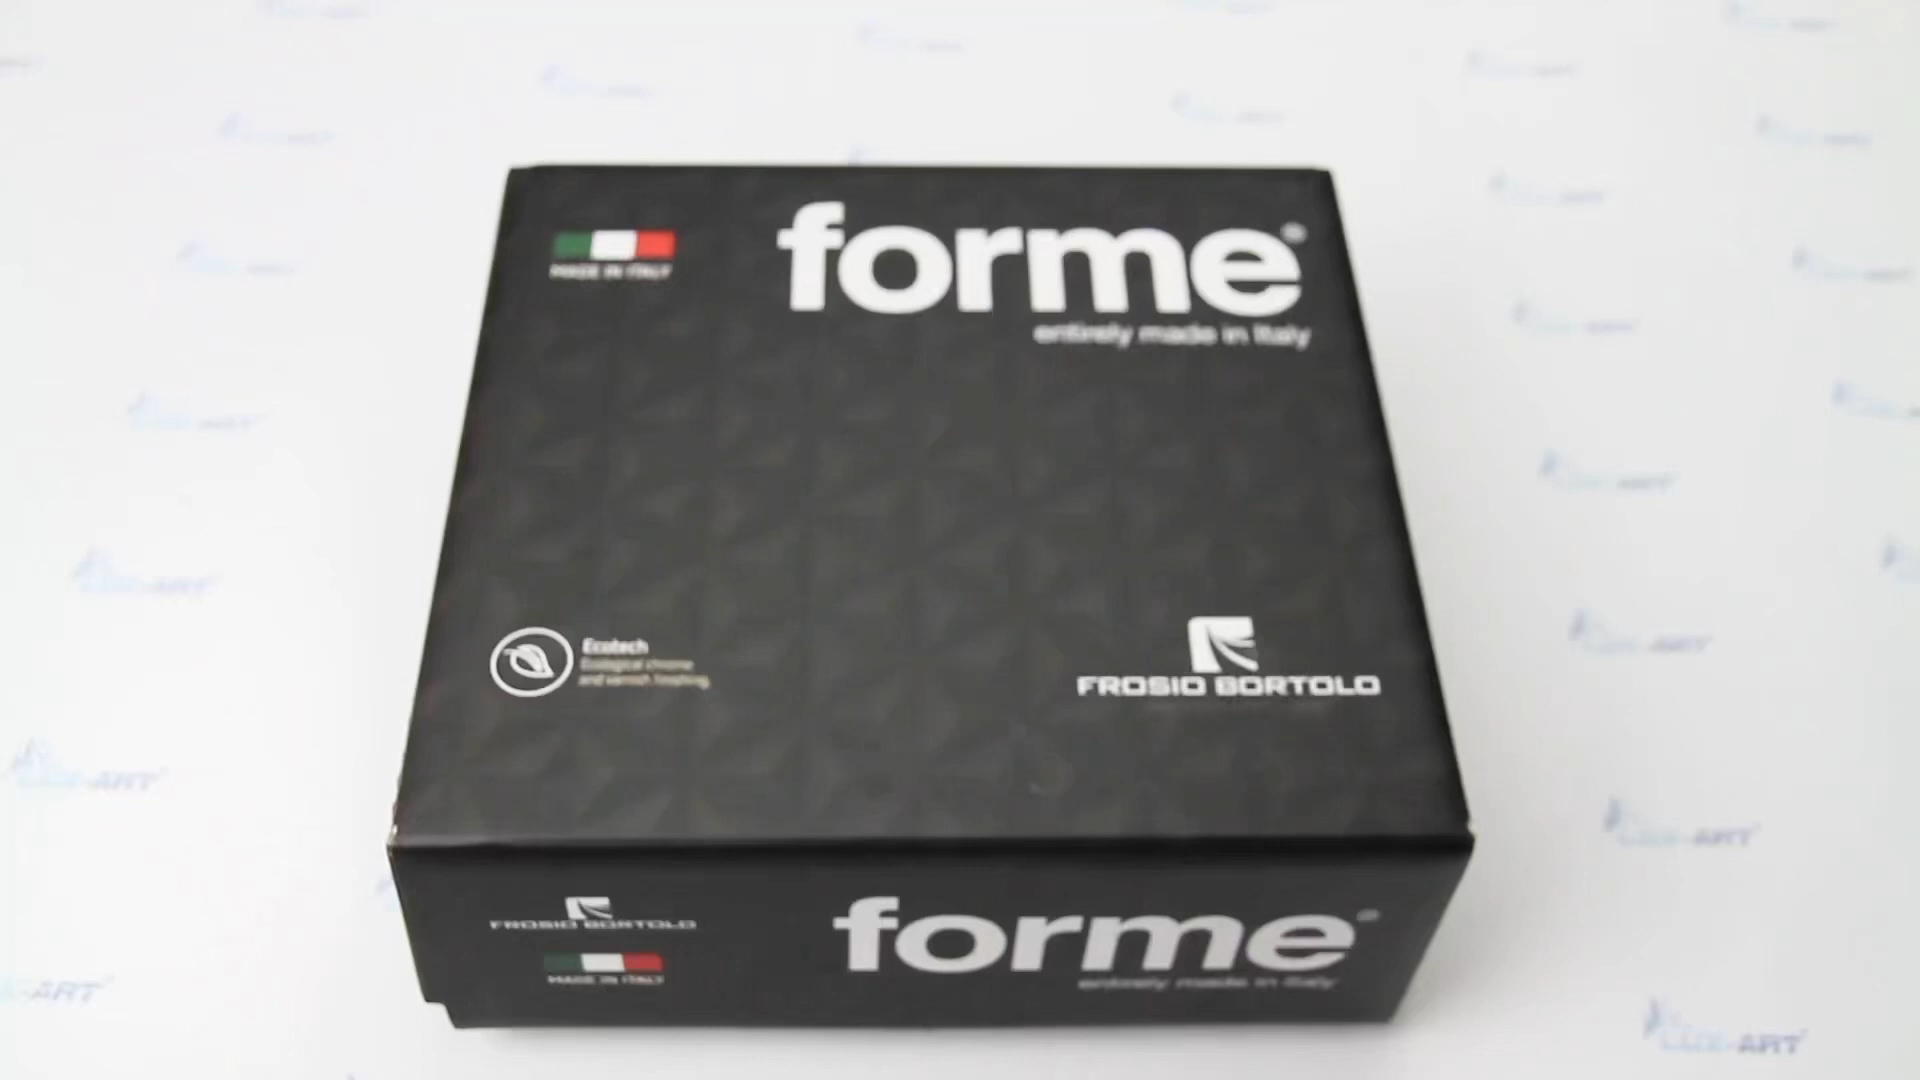 forme®
MADE IN ITALY
entirely made in Italy
Ecotech
Ecological chrome
and varnish finishing
FROSIO BORTOLO
FROSIO BORTOLO
forme®
MADE IN ITALY
entirely made in Italy